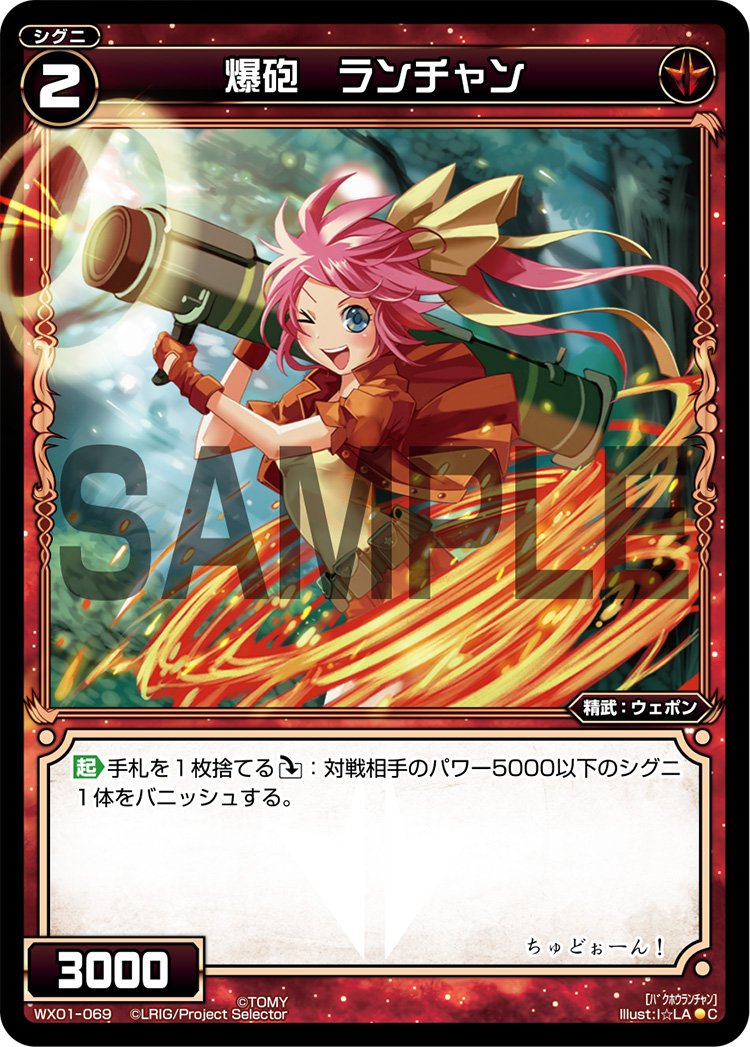 シグニ
2
爆砲　ランチャン
SAMPLE
精武：ウェポン
起 手札を１枚捨てる：対戦相手のパワー5000以下のシグニ
１体をバニッシュする。
ちゅどぉーん！
3000
[ﾊﾞｸﾎｳﾗﾝﾁｬﾝ]
WX01-069 ©LRIG/Project Selector
©TOMY
Illust:I☆LA C